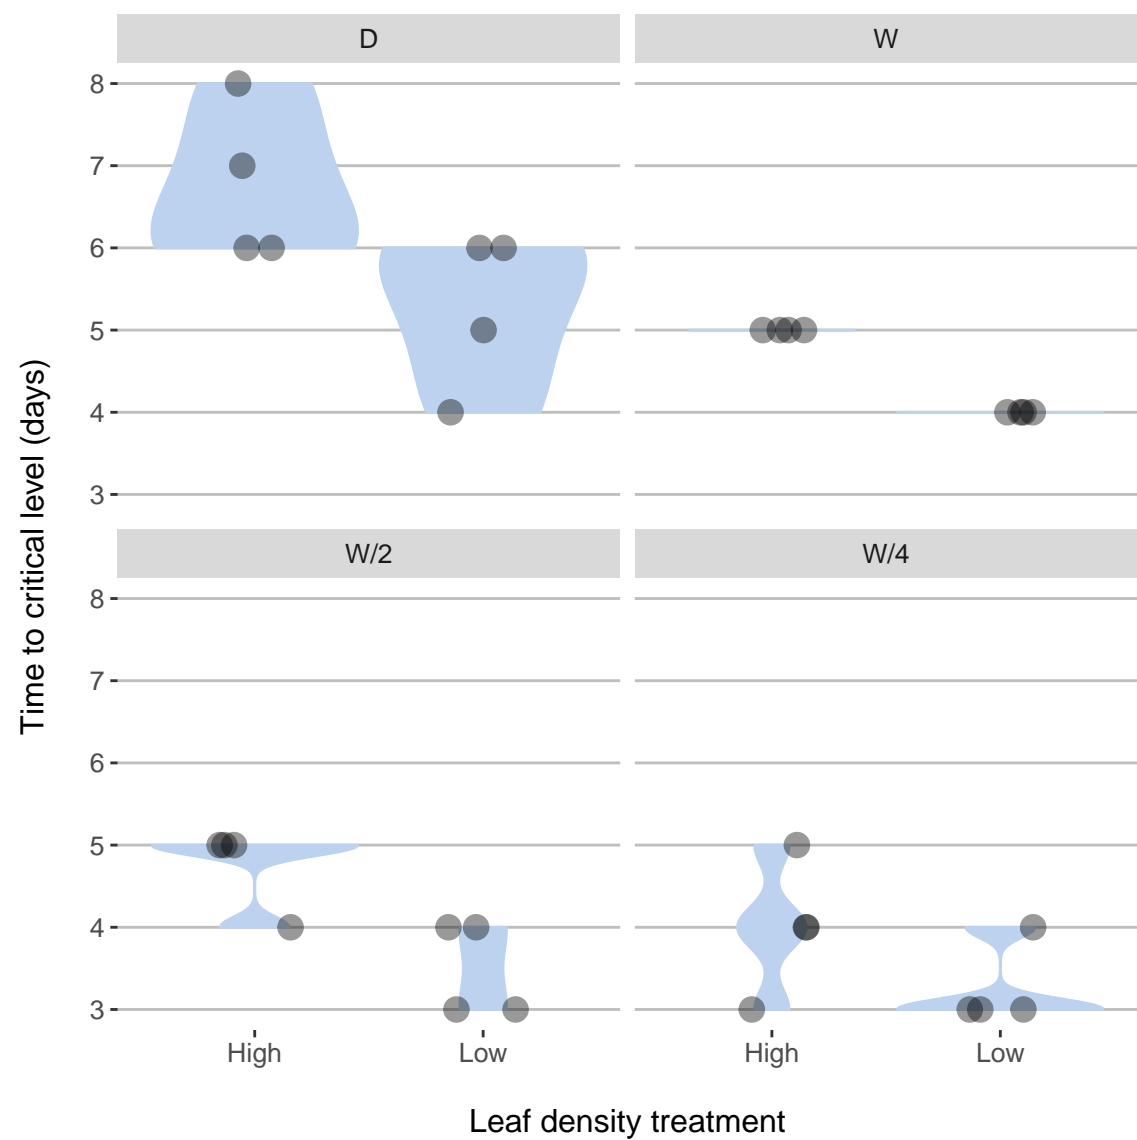 D
W
8
7
6
5
4
3
W/2
W/4
8
7
6
5
4
3
High
Low
High
Low
Time to critical level (days)
Leaf density treatment